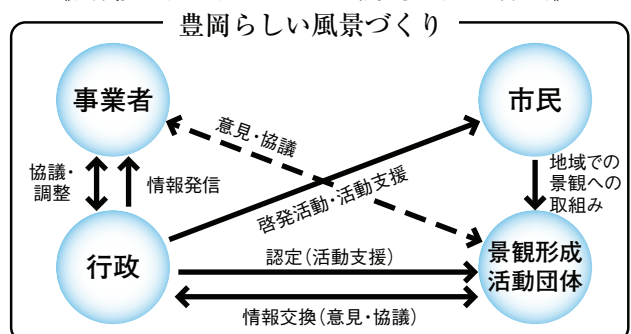 豊岡らしい風景づくり
事業者
市民
意見・協議
協議・
調整
情報発信
啓発活動・活動支援
地域での
景観への
取組み
行政
認定(活動支援)
景観形成
活動団体
情報交換(意見・協議)